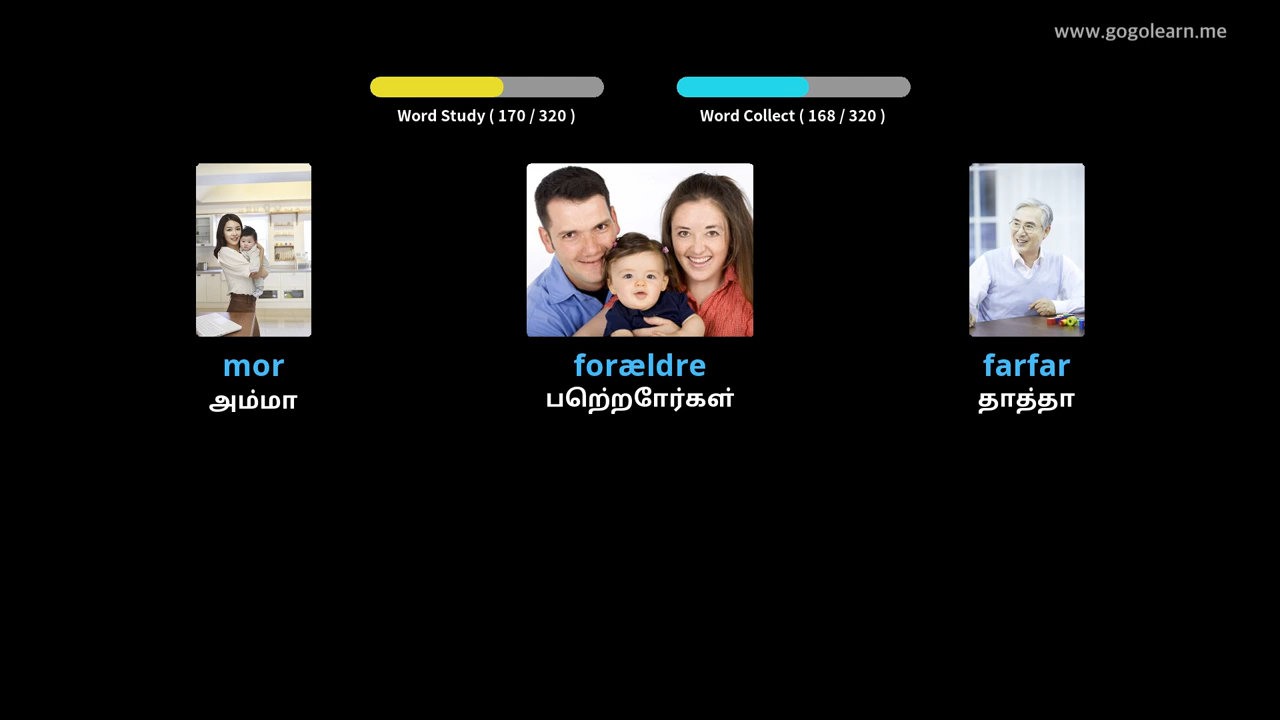 www.gogolearn.me
Word Study ( 170 / 320 )
Word Collect ( 168 / 320 )
mor
அம்மா
forældre
பெற்றோர்கள்
farfar
தாத்தா